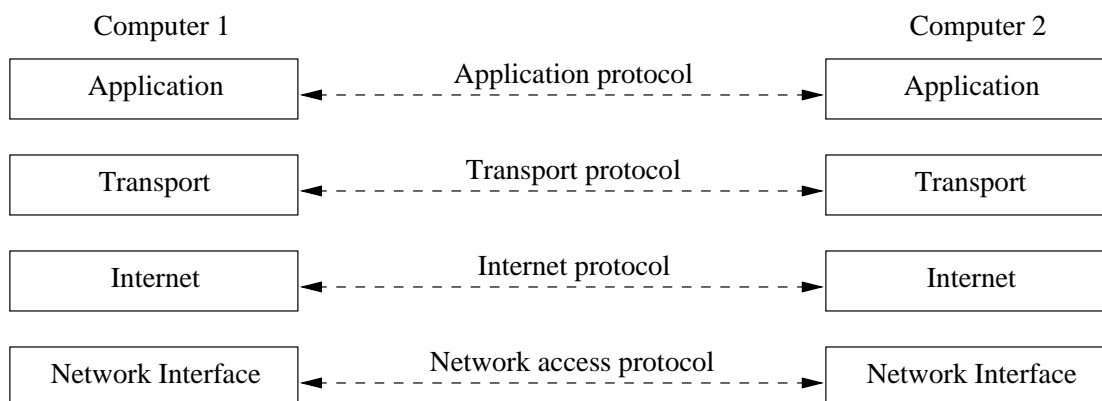 Computer 1
Computer 2
Application
Application protocol
Application
Transport
Transport protocol
Transport
Internet
Internet protocol
Internet
Network Interface
Network access protocol
Network Interface